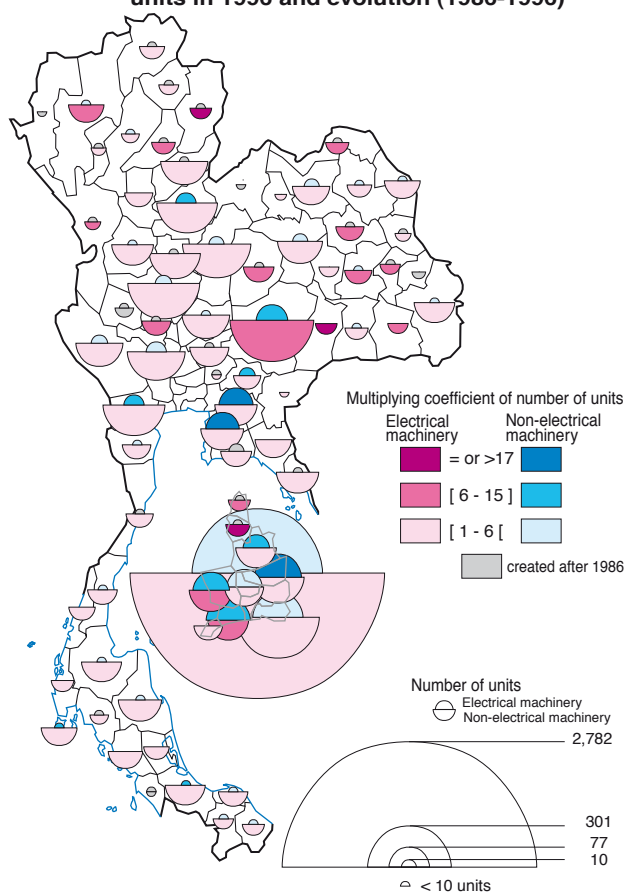 units in 1996 and evolution (1986-1996)
Multiplying coefficient of number of units
Electrical machinery
Non-electrical machinery
= or >17
[ 6 - 15 ]
[ 1 - 6 [
created after 1986
Number of units
Electrical machinery
Non-electrical machinery
2,782
301
77
10
< 10 units